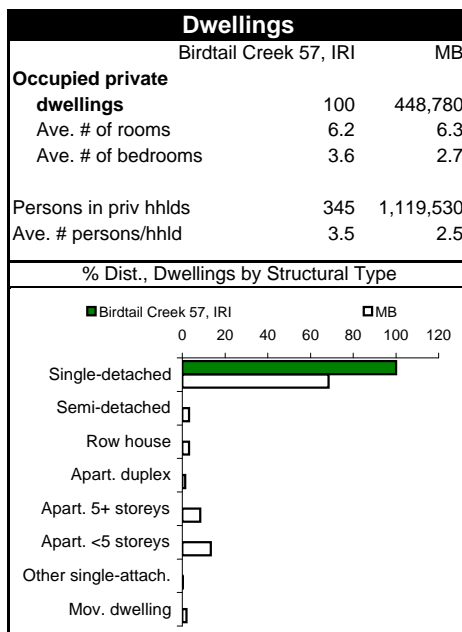 Dwellings
Birdtail Creek 57, IRI MB
Occupied private
dwellings 100 448,780
Ave. # of rooms 6.2 6.3
Ave. # of bedrooms 3.6 2.7
Persons in priv hhlds 345 1,119,530
Ave. # persons/hhld 3.5 2.5
% Dist., Dwellings by Structural Type
Birdtail Creek 57, IRI MB
0 20 40 60 80 100 120
Single-detached
Semi-detached
Row house
Apart. duplex
Apart. 5+ storeys
Apart. <5 storeys
Other single-attach.
Mov. dwelling